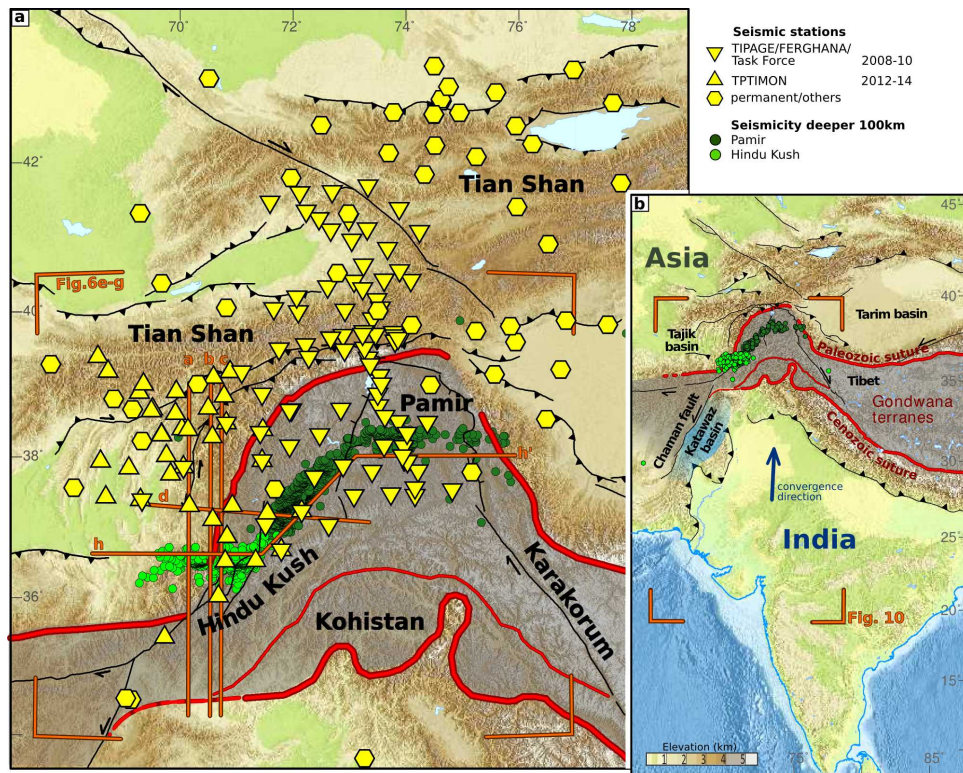 a
70°
72°
74°
76°
78°
42°
40°
38°
36°
Tian Shan
Fig.6e-g
Tian Shan
a
b
c
Pamir
h'
d
h
Hindu Kush
Karakorum
Kohistan
Seismic stations
TIPAGE/FERGHANA/
Task Force 2008-10
TPTIMON 2012-14
permanent/others
Seismicity deeper 100km
Pamir
Hindu Kush
b
45°
Asia
40°
Tajik
basin
Tarim basin
Paleozoic suture
35°
Tibet
Gondwana
terranes
Chaman fault
Katawaz
basin
Cenozoic suture
convergence
direction
India
25°
20°
Fig. 10
15°
Elevation (km)
1 2 3 4 5
75°
85°